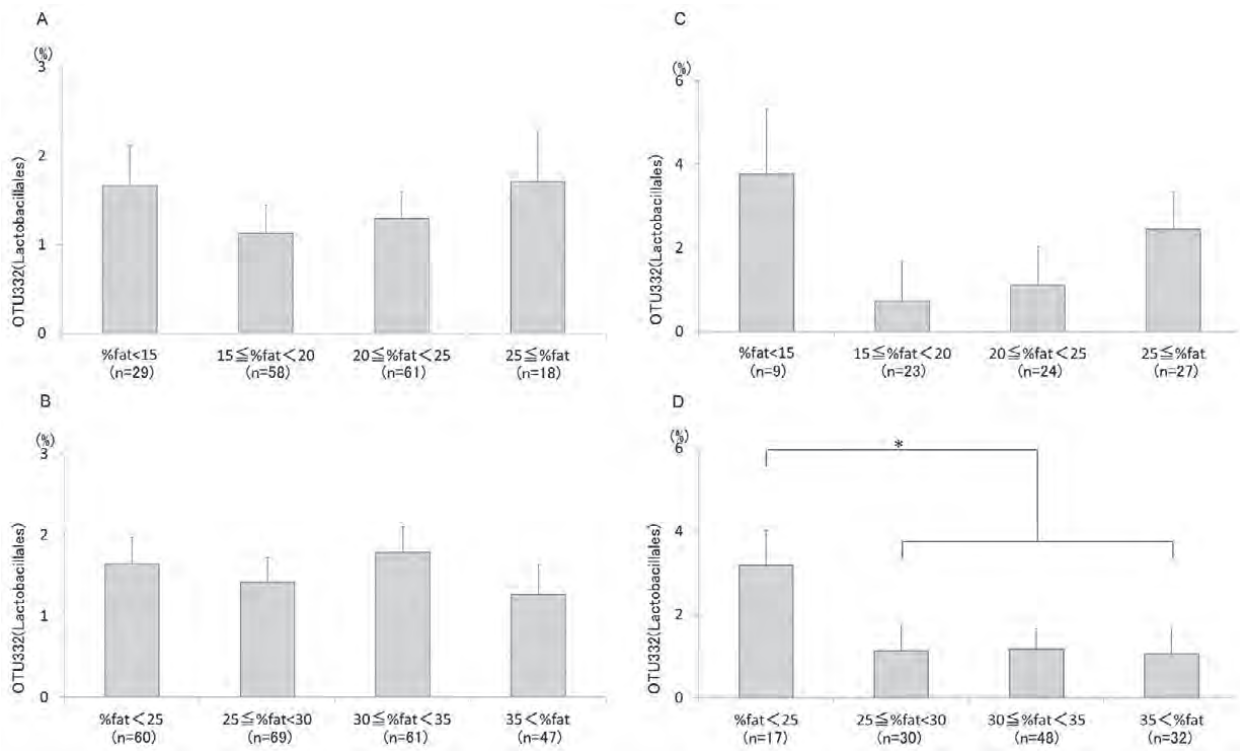 A
(%)
3
2
1
0
OTU332(Lactobacillales)
%fat<15
(n=29)
15≦%fat<20
(n=58)
20≦%fat<25
(n=61)
25≦%fat
(n=18)
B
(%)
3
2
1
0
OTU332(Lactobacillales)
%fat<25
(n=60)
25≦%fat<30
(n=69)
30≦%fat<35
(n=61)
35<%fat
(n=47)
C
(%)
6
4
2
0
OTU332(Lactobacillales)
%fat<15
(n=9)
15≦%fat<20
(n=23)
20≦%fat<25
(n=24)
25≦%fat
(n=27)
D
(%)
6
4
2
0
*
OTU332(Lactobacillales)
%fat<25
(n=17)
25≦%fat<30
(n=30)
30≦%fat<35
(n=48)
35<%fat
(n=32)